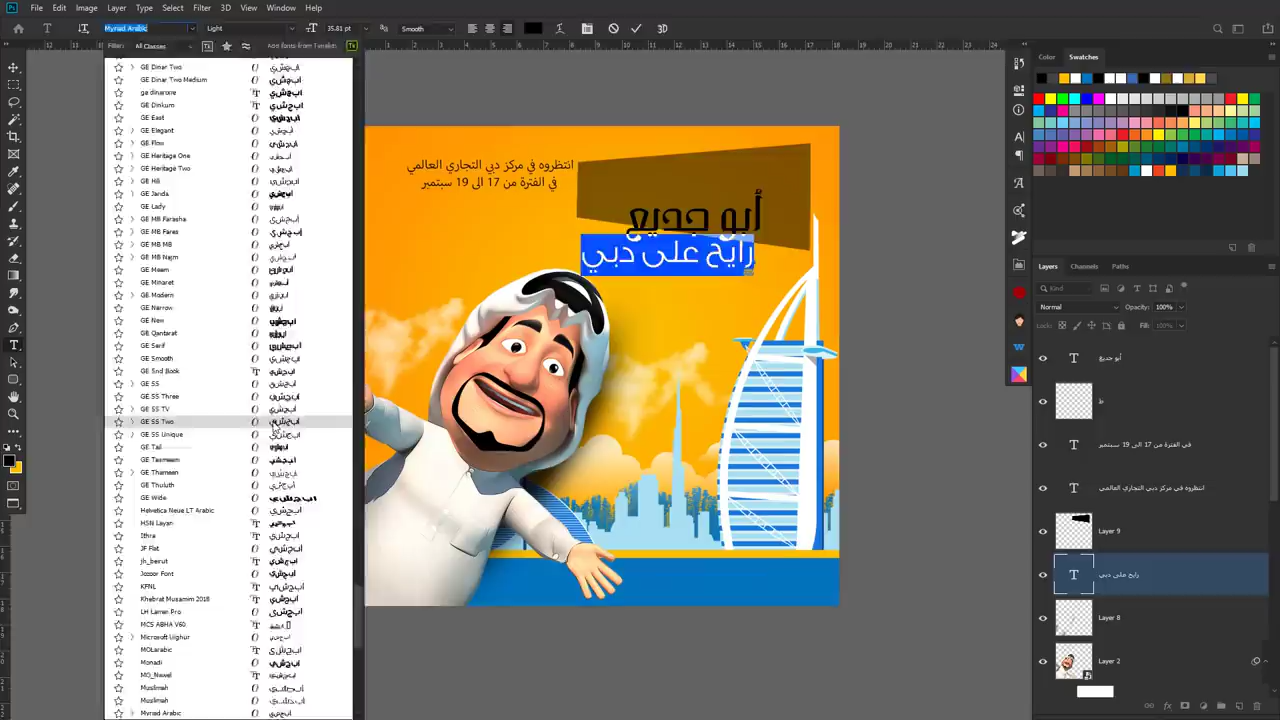 File Edit Image Layer Type Select Filter 3D View Window Help
Myriad Arabic Light 35.81 pt Smooth 3D
Filter: All Classes Add fonts from Typekit:
GE Dinar Two
GE Dinar Two Medium
ge dinarone
GE Dinkum
GE East
GE Elegant
GE Flow
GE Heritage One
GE Heritage Two
GE Hili
GE Jarida
GE Lady
GE MB Farasha
GE MB Fares
GE MB MB
GE MB Najm
GE Meem
GE Minaret
GE Modern
GE Narrow
GE New
GE Qantarat
GE Serif
GE Smooth
GE Snd Book
GE SS
GE SS Three
GE SS TV
GE SS Two
GE SS Unique
GE Tail
GE Tasmeem
GE Thameen
GE Thuluth
GE Wide
Helvetica Neue LT Arabic
HSN Layan
Ithra
JF Flat
jh_beirut
Jozoor Font
KFNL
Khebrat Musamim 2018
LH Larren Pro
MCS ABHA V60.
Microsoft Uighur
MOLarabic
Monadi
MO_Nawel
Muslimah
Muslimah
Myriad Arabic
انتظروه في مركز دبي التجاري العالمي
في الفترة من 17 الى 19 سبتمبر
أبو جديع
رايح على دبي
Color Swatches
Layers Channels Paths
Kind
Normal Opacity: 100%
Lock: Fill: 100%
أبو جديع
في الفترة من 17 الى 19 سبتمبر
انتظروه في مركز دبي التجاري العالمي
Layer 9
رايح على دبي
Layer 8
Layer 2